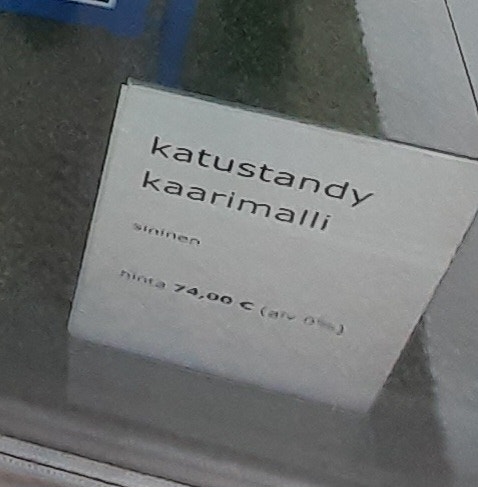 katustandy
kaarimalli
sininen
hinta 74,00 € (alv 0%)